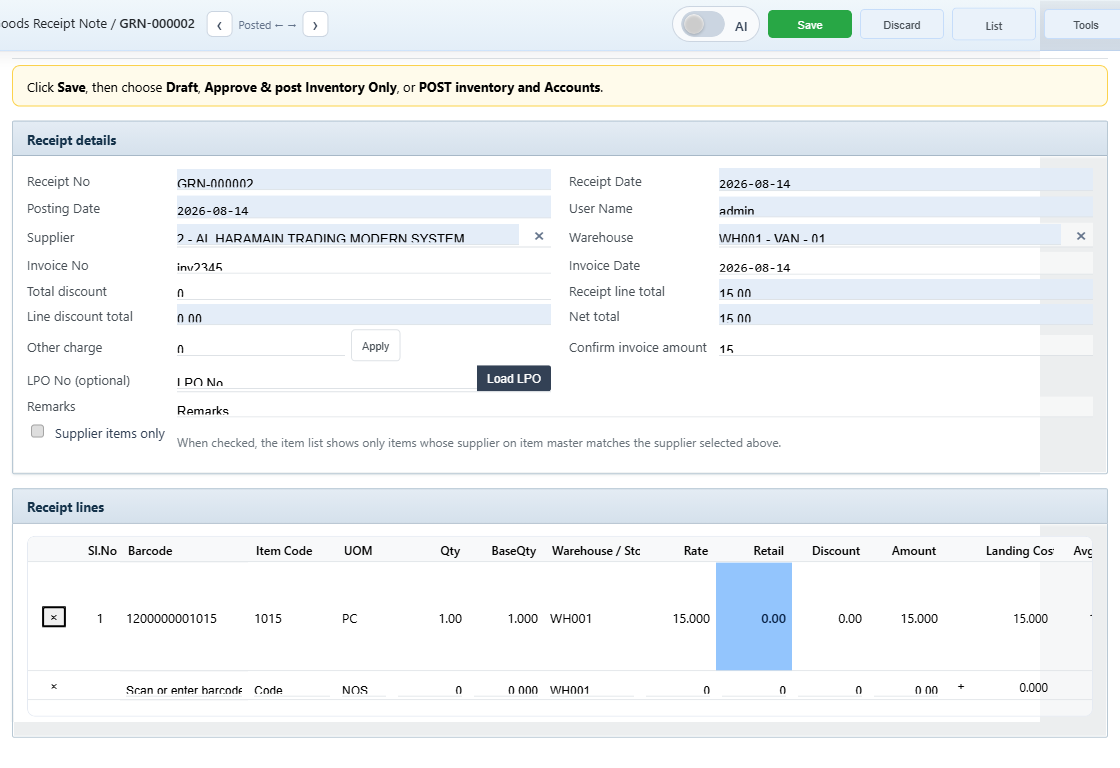 oods Receipt Note / GRN-000002 ‹ Posted ←→ › AI Save Discard List Tools
Click Save, then choose Draft, Approve & post Inventory Only, or POST inventory and Accounts.
Receipt details
Receipt No GRN-000002 Receipt Date 2026-08-14
Posting Date 2026-08-14 User Name admin
Supplier 2 - AL HARAMAIN TRADING MODERN SYSTEM × Warehouse WH001 - VAN - 01 ×
Invoice No inv2345 Invoice Date 2026-08-14
Total discount 0 Receipt line total 15.00
Line discount total 0.00 Net total 15.00
Other charge 0 Apply Confirm invoice amount 15
LPO No (optional) LPO No Load LPO
Remarks Remarks
Supplier items only When checked, the item list shows only items whose supplier on item master matches the supplier selected above.
Receipt lines
Sl.No Barcode Item Code UOM Qty BaseQty Warehouse / Sto Rate Retail Discount Amount Landing Cos Avg
× 1 1200000001015 1015 PC 1.00 1.000 WH001 15.000 0.00 0.00 15.000 15.000
× Scan or enter barcode Code NOS 0 0.000 WH001 0 0 0 0.00 + 0.000